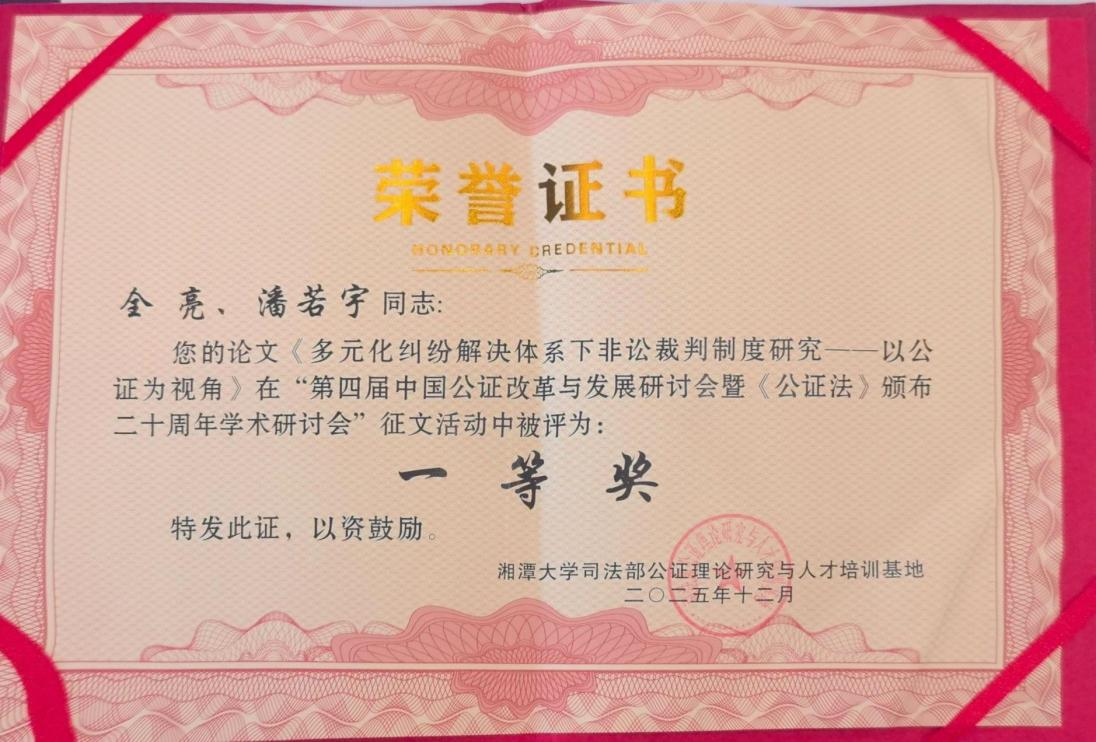 荣誉证书
HONORARY CREDENTIAL
全 亮、潘若宇同志:
您的论文《多元化纠纷解决体系下非讼裁判制度研究——以公
证为视角》在“第四届中国公证改革与发展研讨会暨《公证法》颁布
二十周年学术研讨会”征文活动中被评为:
一 等 奖
特发此证，以资鼓励。
湘潭大学司法部公证理论研究与人才培训基地
二〇二五年十二月